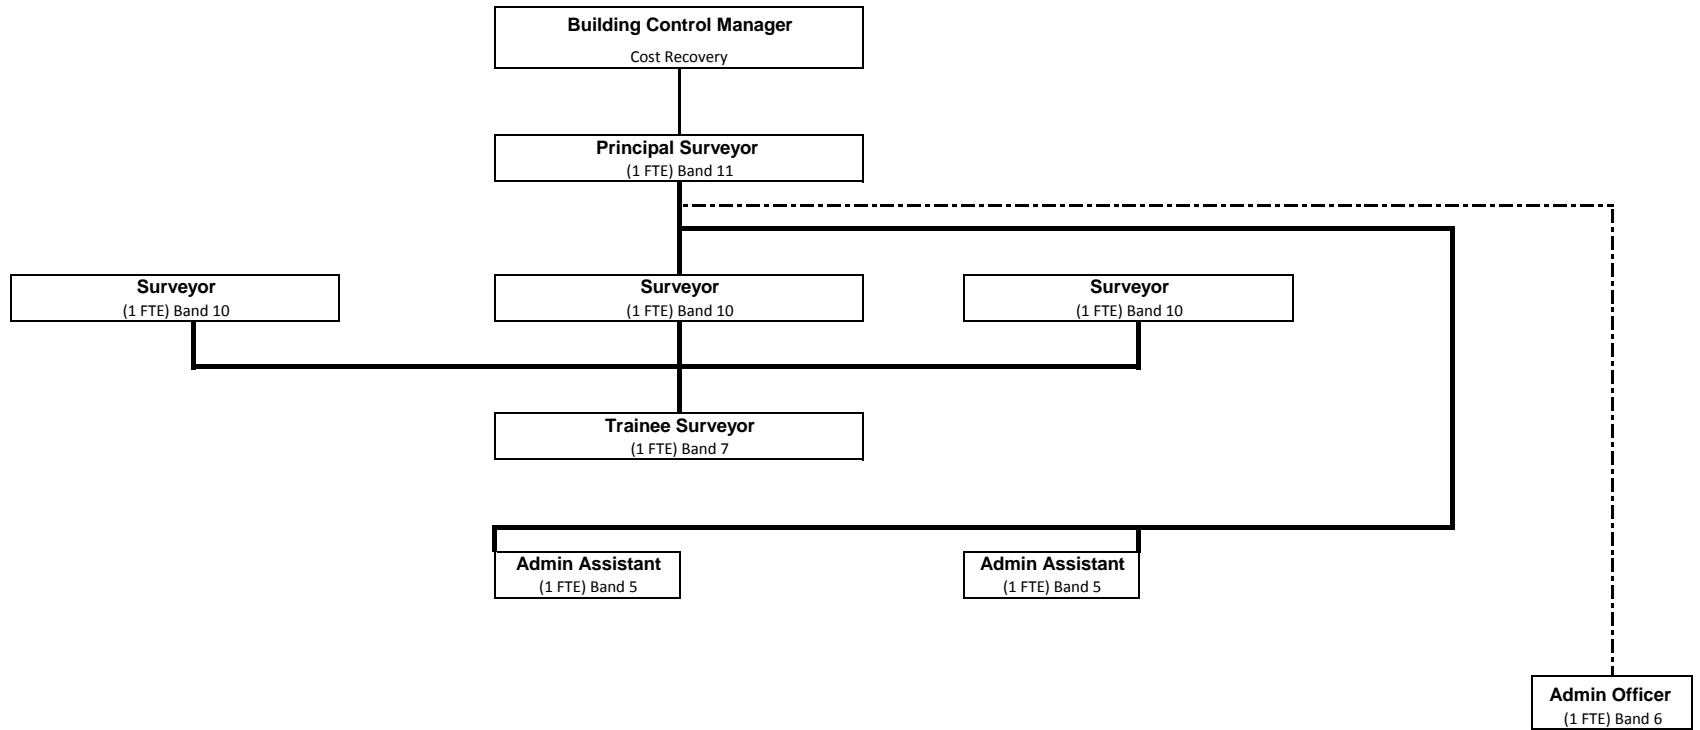 Building Control Manager
Cost Recovery
Principal Surveyor
(1 FTE) Band 11
Surveyor
(1 FTE) Band 10
Surveyor
(1 FTE) Band 10
Surveyor
(1 FTE) Band 10
Trainee Surveyor
(1 FTE) Band 7
Admin Assistant
(1 FTE) Band 5
Admin Assistant
(1 FTE) Band 5
Admin Officer
(1 FTE) Band 6